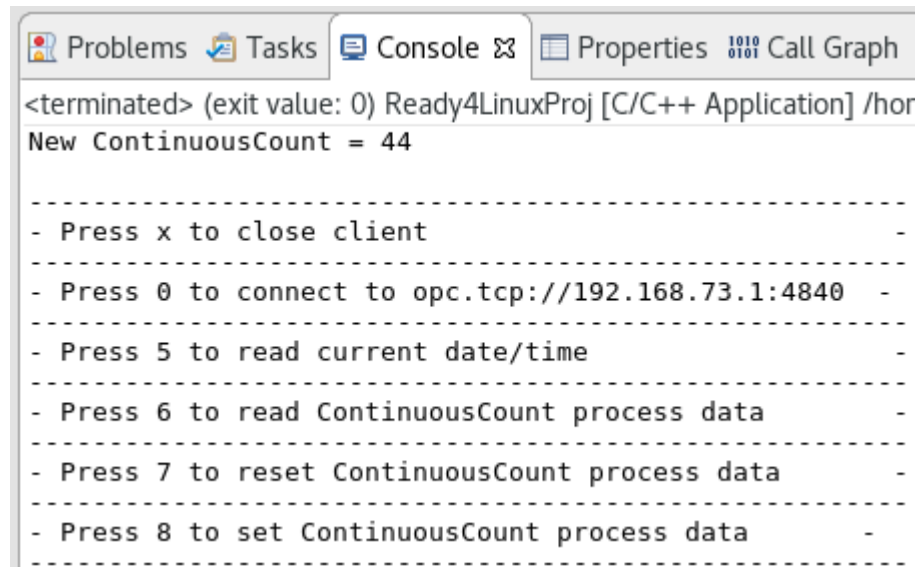 Problems Tasks Console Properties Call Graph
<terminated> (exit value: 0) Ready4LinuxProj [C/C++ Application] /hor
New ContinuousCount = 44
---------------------------------------------------------
- Press x to close client                               -
---------------------------------------------------------
- Press 0 to connect to opc.tcp://192.168.73.1:4840  -
---------------------------------------------------------
- Press 5 to read current date/time                     -
---------------------------------------------------------
- Press 6 to read ContinuousCount process data         -
---------------------------------------------------------
- Press 7 to reset ContinuousCount process data        -
---------------------------------------------------------
- Press 8 to set ContinuousCount process data        -
---------------------------------------------------------